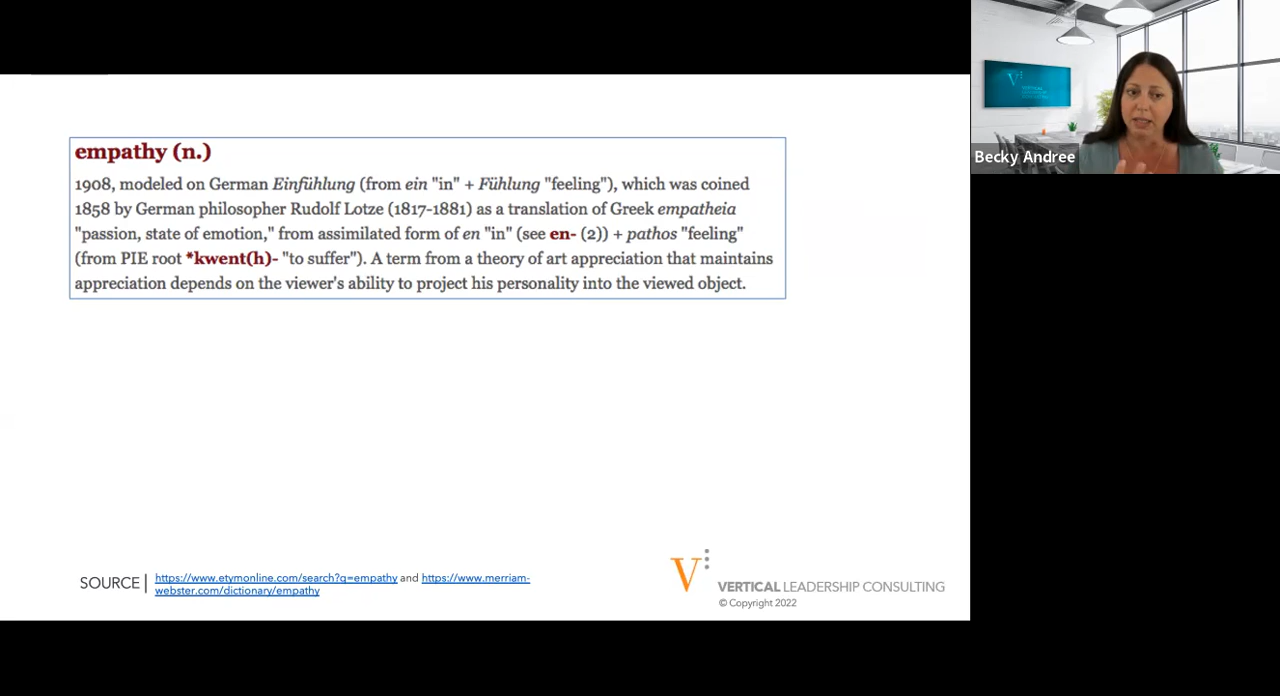 empathy (n.)
1908, modeled on German Einfühlung (from ein "in" + Fühlung "feeling"), which was coined
1858 by German philosopher Rudolf Lotze (1817-1881) as a translation of Greek empatheia
"passion, state of emotion," from assimilated form of en "in" (see en- (2)) + pathos "feeling"
(from PIE root *kwent(h)- "to suffer"). A term from a theory of art appreciation that maintains
appreciation depends on the viewer's ability to project his personality into the viewed object.
Becky Andree
SOURCE | https://www.etymonline.com/search?q=empathy and https://www.merriam-
webster.com/dictionary/empathy
V
VERTICAL LEADERSHIP CONSULTING
© Copyright 2022